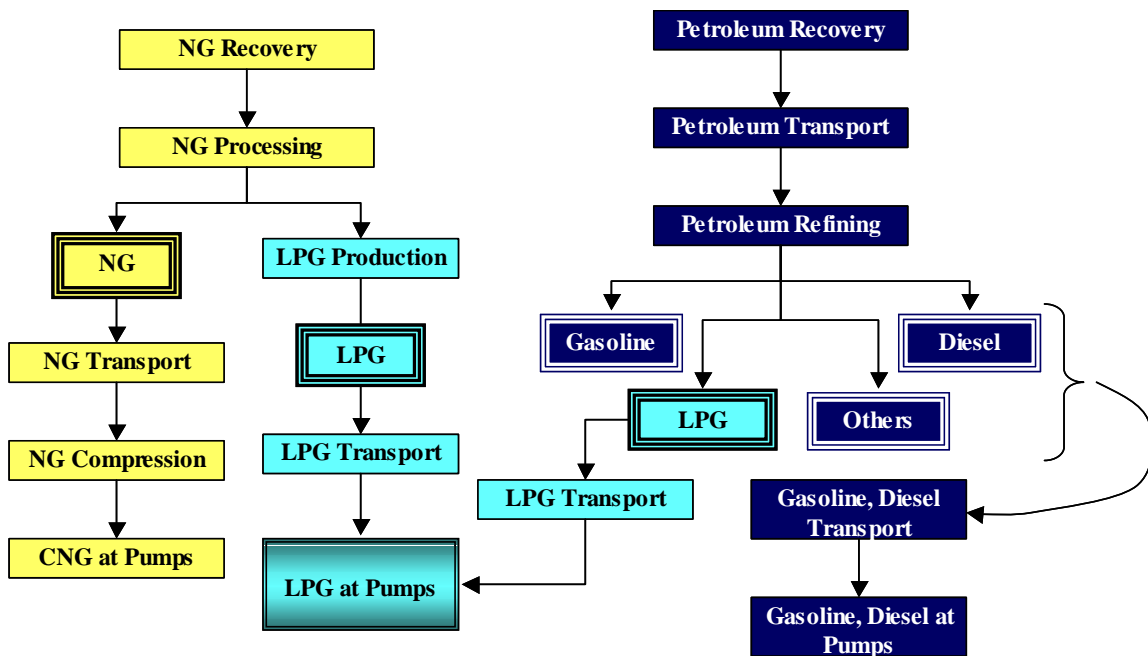 NG Recovery
NG Processing
NG
NG Transport
NG Compression
CNG at Pumps
LPG Production
LPG
LPG Transport
LPG at Pumps
Petroleum Recovery
Petroleum Transport
Petroleum Refining
Gasoline
Diesel
LPG
Others
LPG Transport
Gasoline, Diesel
Transport
Gasoline, Diesel at
Pumps